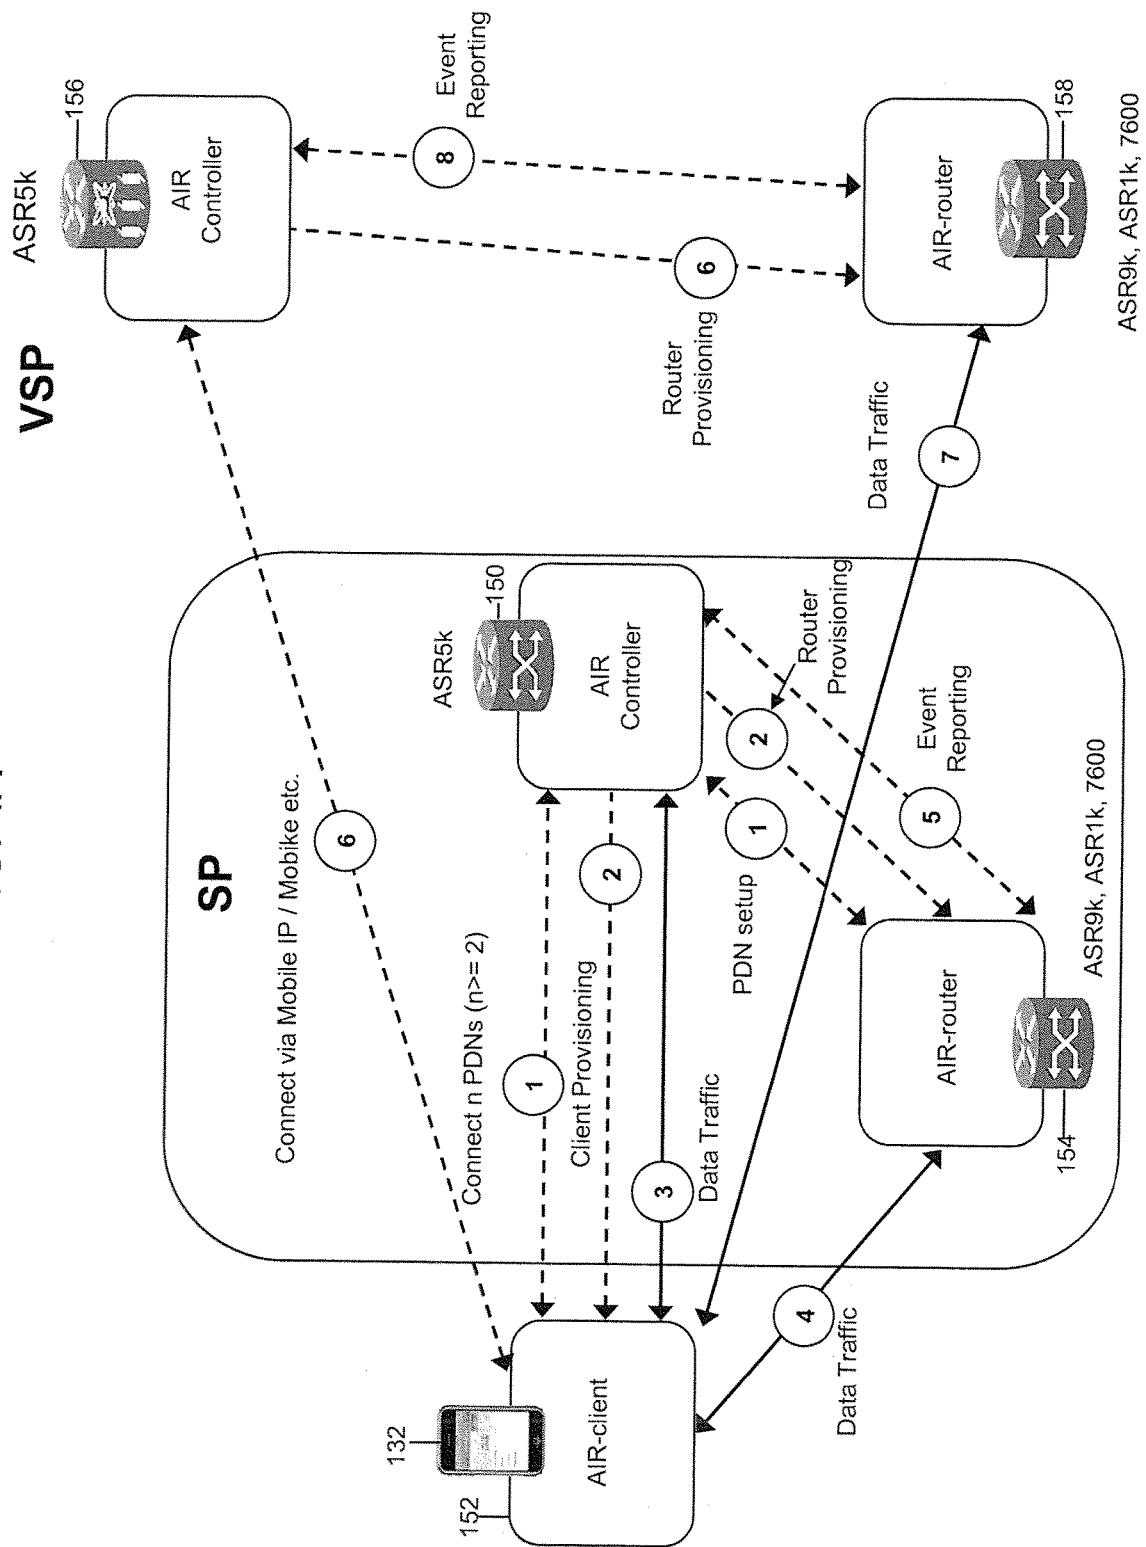 VSP
ASR5k
156
AIR
Controller
8
Event
Reporting
6
Router
Provisioning
AIR-router
158
ASR9k, ASR1k, 7600
7
Data Traffic
SP
Connect via Mobile IP / Mobike etc.
6
ASR5k
150
AIR
Controller
Connect n PDNs (n>= 2)
1
Client Provisioning
2
3
Data Traffic
PDN setup
1
2
Router
Provisioning
5
Event
Reporting
AIR-router
154
ASR9k, ASR1k, 7600
4
Data Traffic
132
152
AIR-client